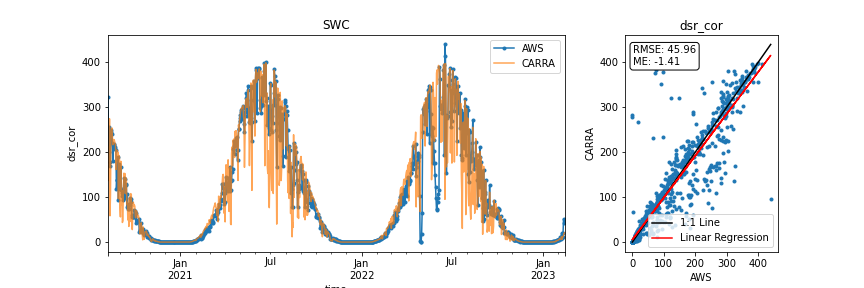 SWC
dsr_cor
400
300
200
100
0
dsr_cor
AWS
CARRA
Jan
2021
Jul
Jan
2022
Jul
Jan
2023
time
dsr_cor
400
300
200
100
0
CARRA
RMSE: 45.96
ME: -1.41
1:1 Line
Linear Regression
0 100 200 300 400
AWS